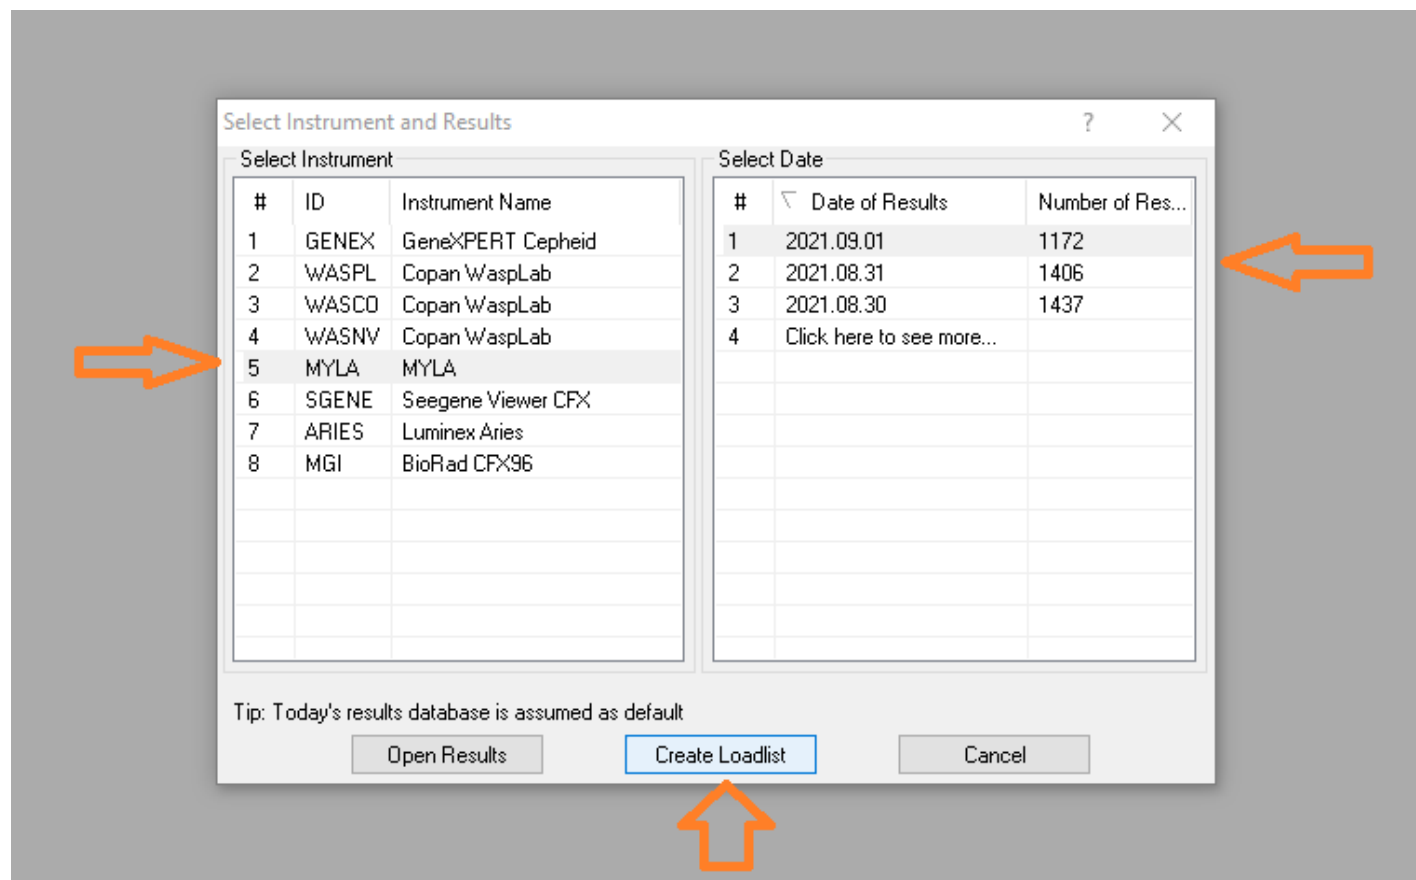 Select Instrument and Results
?
Select Instrument
# ID Instrument Name
1 GENEX GeneXPERT Cepheid
2 WASPL Copan WaspLab
3 WASCO Copan WaspLab
4 WASNV Copan WaspLab
5 MYLA MYLA
6 SGENE Seegene Viewer CFX
7 ARIES Luminex Aries
8 MGI BioRad CFX96
Select Date
# Date of Results Number of Res...
1 2021.09.01 1172
2 2021.08.31 1406
3 2021.08.30 1437
4 Click here to see more...
Tip: Today's results database is assumed as default
Open Results Create Loadlist Cancel